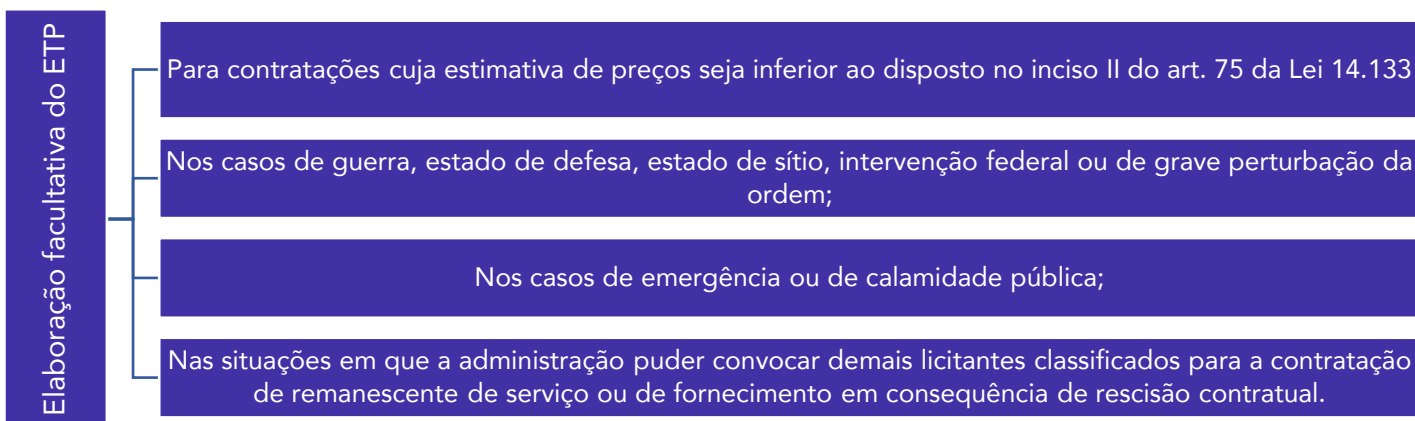 Elaboração facultativa do ETP
Para contratações cuja estimativa de preços seja inferior ao disposto no inciso II do art. 75 da Lei 14.133
Nos casos de guerra, estado de defesa, estado de sítio, intervenção federal ou de grave perturbação da
ordem;
Nos casos de emergência ou de calamidade pública;
Nas situações em que a administração puder convocar demais licitantes classificados para a contratação
de remanescente de serviço ou de fornecimento em consequência de rescisão contratual.